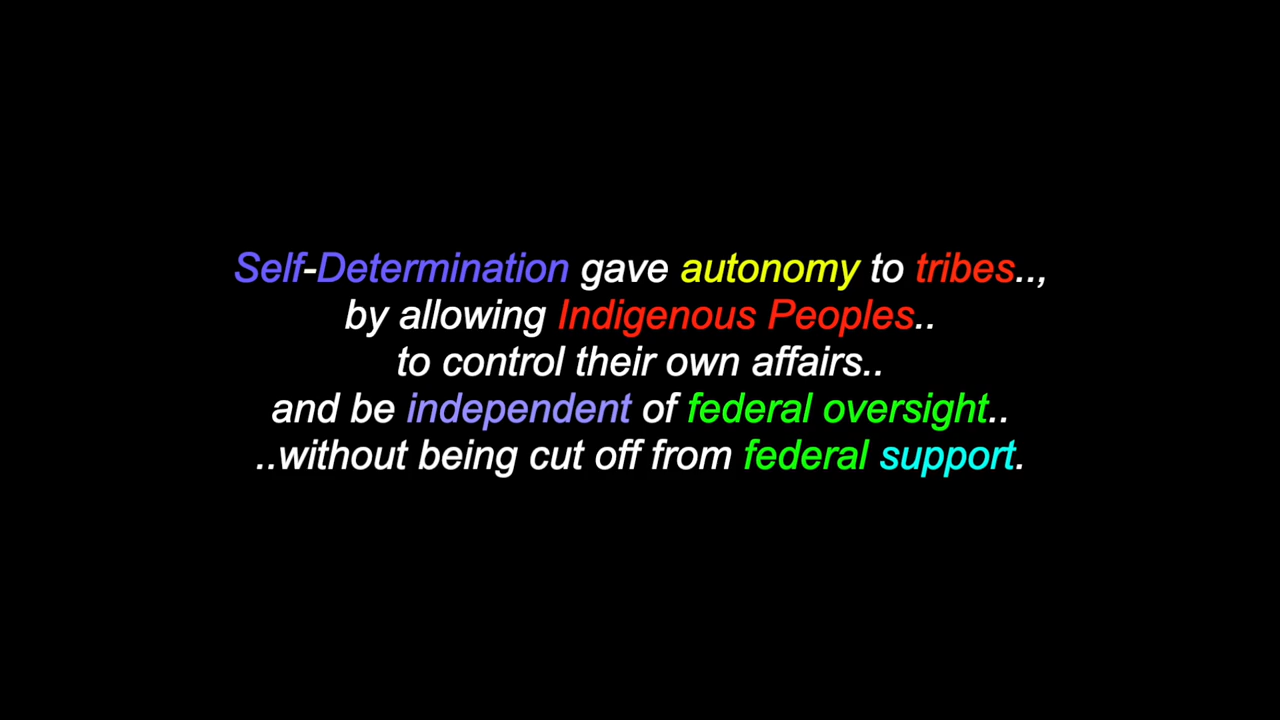 Self-Determination gave autonomy to tribes..,
by allowing Indigenous Peoples..
to control their own affairs..
and be independent of federal oversight..
..without being cut off from federal support.